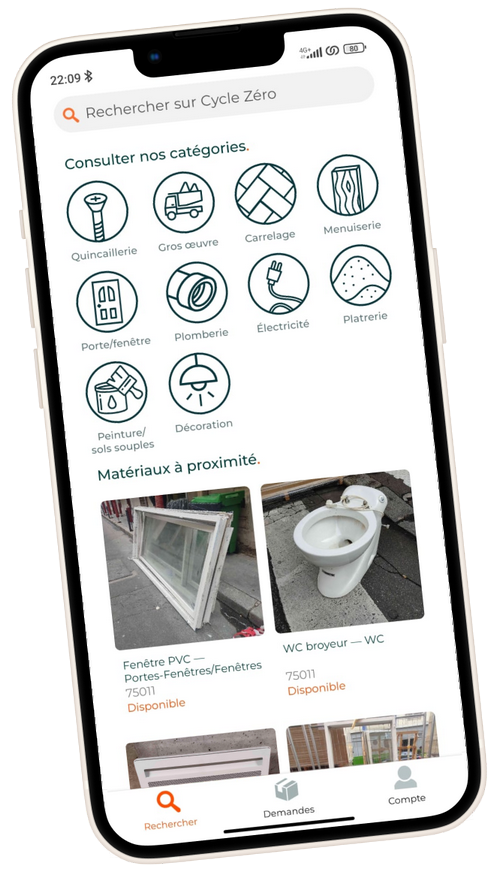 22:09
4G+
80
Rechercher sur Cycle Zéro
Consulter nos catégories.
Quincaillerie
Gros œuvre
Carrelage
Menuiserie
Porte/fenêtre
Plomberie
Électricité
Platrerie
Peinture/
sols souples
Décoration
Matériaux à proximité.
Fenêtre PVC —
Portes-Fenêtres/Fenêtres
75011
Disponible
WC broyeur — WC
75011
Disponible
Rechercher
Demandes
Compte